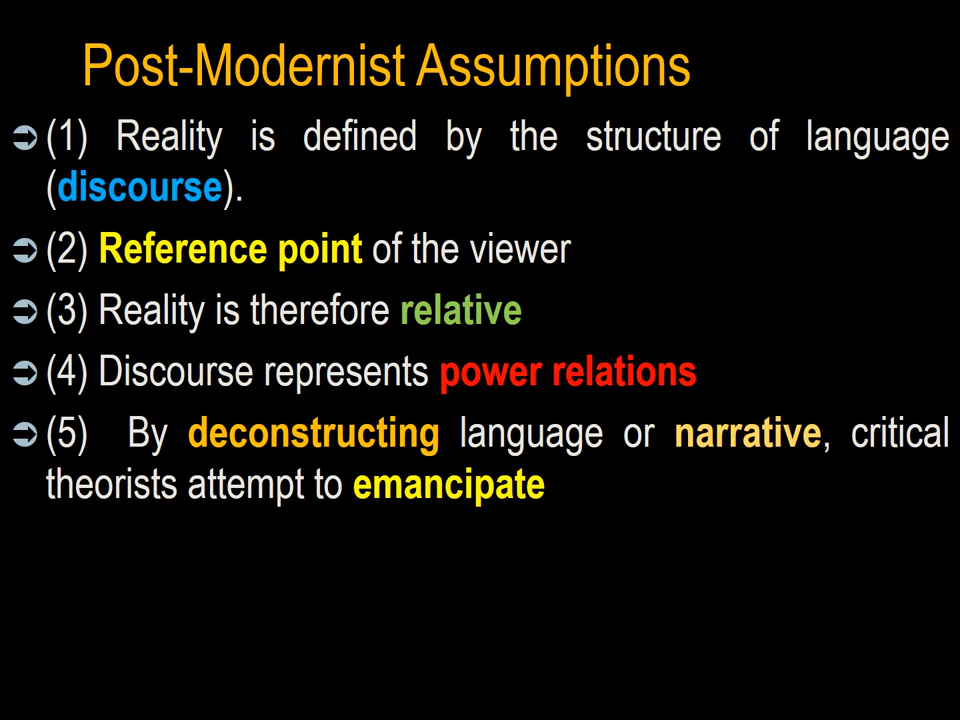 Post-Modernist Assumptions
(1) Reality is defined by the structure of language
(discourse).
(2) Reference point of the viewer
(3) Reality is therefore relative
(4) Discourse represents power relations
(5) By deconstructing language or narrative, critical
theorists attempt to emancipate